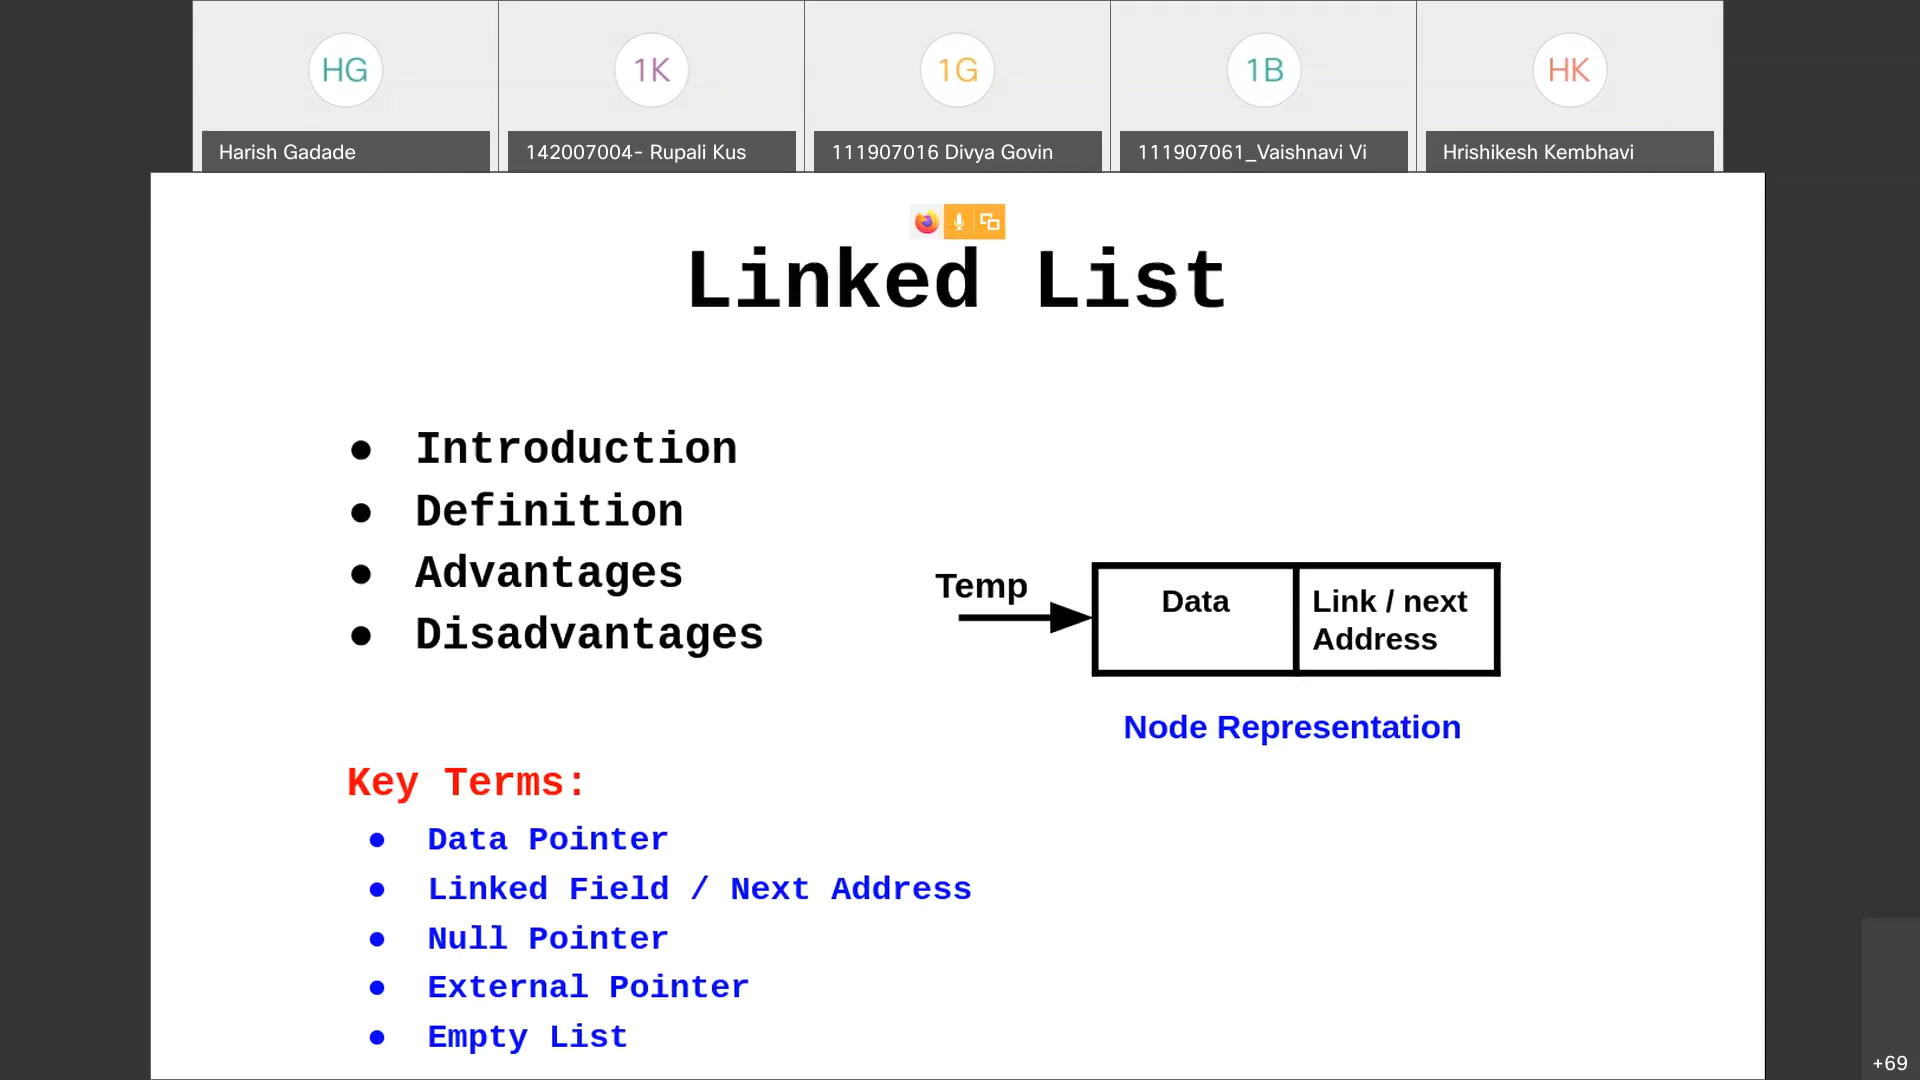 HG
1K
1G
1B
HK
Harish Gadade
142007004- Rupali Kus
111907016 Divya Govin
111907061_Vaishnavi Vi
Hrishikesh Kembhavi
Linked List
● Introduction
● Definition
● Advantages
● Disadvantages
Temp
Data
Link / next
Address
Node Representation
Key Terms:
● Data Pointer
● Linked Field / Next Address
● Null Pointer
● External Pointer
● Empty List
+69